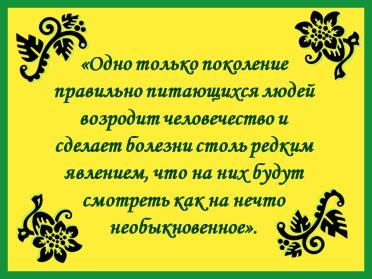 «Одно только поколение
правильно питающихся людей
возродит человечество и
сделает болезни столь редким
явлением, что на них будут
смотреть как на нечто
необыкновенное».